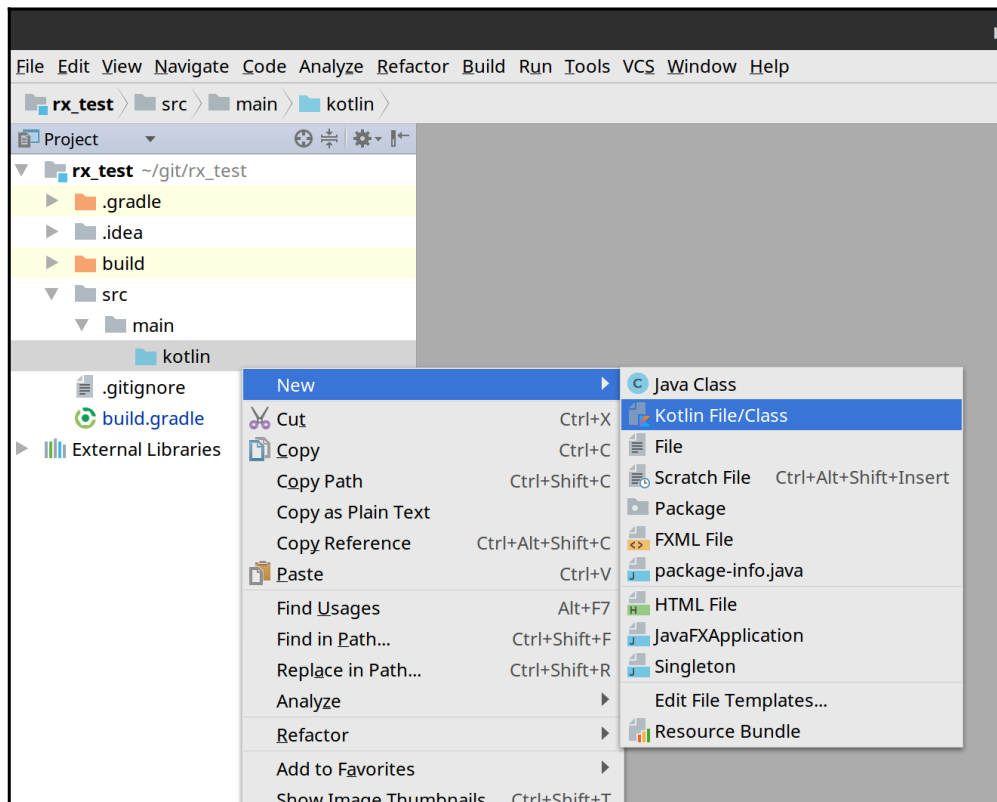 File Edit View Navigate Code Analyze Refactor Build Run Tools VCS Window Help
rx_test src main kotlin
Project
rx_test ~/git/rx_test
.gradle
.idea
build
src
main
kotlin
.gitignore
build.gradle
External Libraries
New
Cut Ctrl+X
Copy Ctrl+C
Copy Path Ctrl+Shift+C
Copy as Plain Text
Copy Reference Ctrl+Alt+Shift+C
Paste Ctrl+V
Find Usages Alt+F7
Find in Path... Ctrl+Shift+F
Replace in Path... Ctrl+Shift+R
Analyze
Refactor
Add to Favorites
Show Image Thumbnails Ctrl+Shift+T
Java Class
Kotlin File/Class
File
Scratch File Ctrl+Alt+Shift+Insert
Package
FXML File
package-info.java
HTML File
JavaFXApplication
Singleton
Edit File Templates...
Resource Bundle